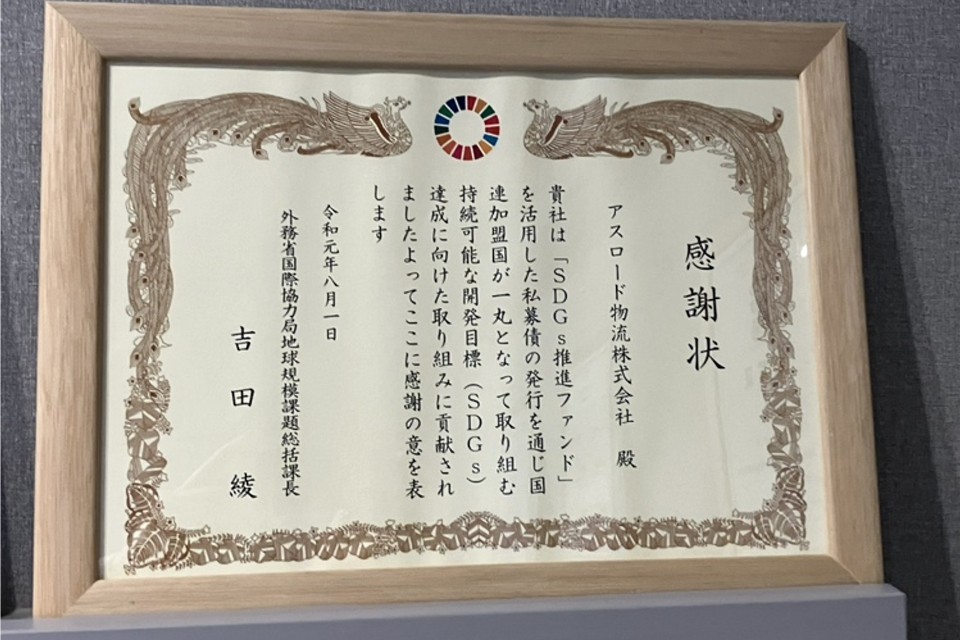 感謝状
アスロード物流株式会社 殿
貴社は「SDGs推進ファンド」
を活用した私募債の発行を通じ国
連加盟国が一丸となって取り組む
持続可能な開発目標(SDGs)
達成に向けた取り組みに貢献され
ましたよってここに感謝の意を表
します
令和元年八月一日
外務省国際協力局地球規模課題総括課長
吉田 綾